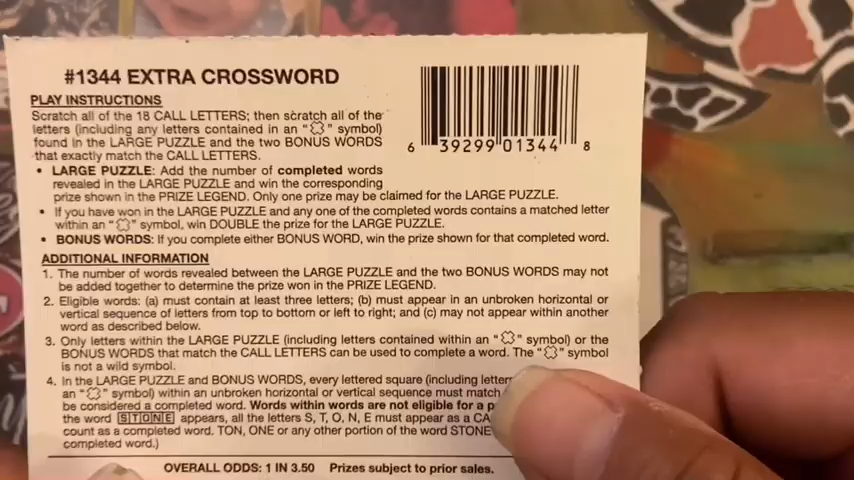 #1344 EXTRA CROSSWORD
PLAY INSTRUCTIONS
Scratch all of the 18 CALL LETTERS; then scratch all of the
letters (including any letters contained in an " " symbol)
found in the LARGE PUZZLE and the two BONUS WORDS
that exactly match the CALL LETTERS.
6 39299 01344 8
• LARGE PUZZLE: Add the number of completed words
revealed in the LARGE PUZZLE and win the corresponding
prize shown in the PRIZE LEGEND. Only one prize may be claimed for the LARGE PUZZLE.
• If you have won in the LARGE PUZZLE and any one of the completed words contains a matched letter
within an " " symbol, win DOUBLE the prize for the LARGE PUZZLE.
• BONUS WORDS: If you complete either BONUS WORD, win the prize shown for that completed word.
ADDITIONAL INFORMATION
1. The number of words revealed between the LARGE PUZZLE and the two BONUS WORDS may not
be added together to determine the prize won in the PRIZE LEGEND.
2. Eligible words: (a) must contain at least three letters; (b) must appear in an unbroken horizontal or
vertical sequence of letters from top to bottom or left to right; and (c) may not appear within another
word as described below.
3. Only letters within the LARGE PUZZLE (including letters contained within an " " symbol) or the
BONUS WORDS that match the CALL LETTERS can be used to complete a word. The " " symbol
is not a wild symbol.
4. In the LARGE PUZZLE and BONUS WORDS, every lettered square (including letter
an " " symbol) within an unbroken horizontal or vertical sequence must match
be considered a completed word. Words within words are not eligible for a p
the word STONE appears, all the letters S, T, O, N, E must appear as a CA
count as a completed word. TON, ONE or any other portion of the word STONE
completed word.)
OVERALL ODDS: 1 IN 3.50 Prizes subject to prior sales.